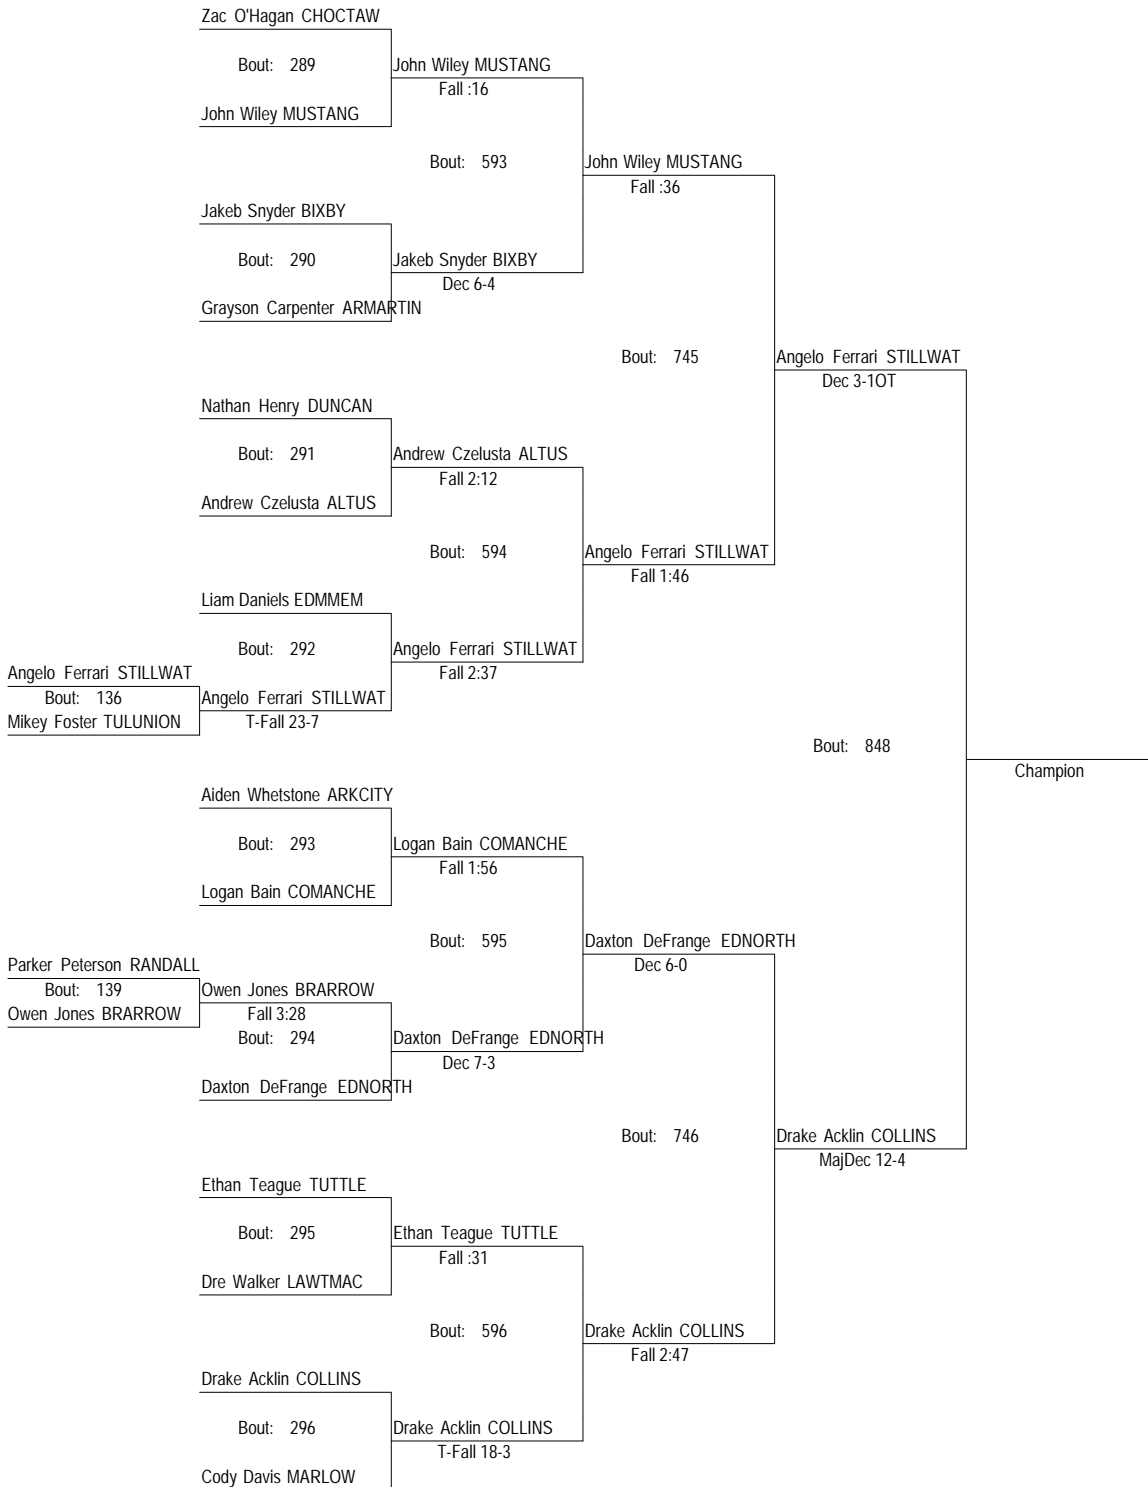 Zac O'Hagan CHOCTAW
Bout: 289
John Wiley MUSTANG
Fall :16
John Wiley MUSTANG
Bout: 593
John Wiley MUSTANG
Fall :36
Jakeb Snyder BIXBY
Bout: 290
Jakeb Snyder BIXBY
Dec 6-4
Grayson Carpenter ARMARTIN
Bout: 745
Angelo Ferrari STILLWAT
Dec 3-1OT
Nathan Henry DUNCAN
Bout: 291
Andrew Czelusta ALTUS
Fall 2:12
Andrew Czelusta ALTUS
Bout: 594
Angelo Ferrari STILLWAT
Fall 1:46
Liam Daniels EDMMEM
Bout: 292
Angelo Ferrari STILLWAT
Fall 2:37
Angelo Ferrari STILLWAT
Bout: 136
Angelo Ferrari STILLWAT
Mikey Foster TULUNION
T-Fall 23-7
Bout: 848
Champion
Aiden Whetstone ARKCITY
Bout: 293
Logan Bain COMANCHE
Fall 1:56
Logan Bain COMANCHE
Bout: 595
Daxton DeFrange EDNORTH
Dec 6-0
Parker Peterson RANDALL
Bout: 139
Owen Jones BRARROW
Owen Jones BRARROW
Fall 3:28
Bout: 294
Daxton DeFrange EDNORTH
Dec 7-3
Daxton DeFrange EDNORTH
Bout: 746
Drake Acklin COLLINS
MajDec 12-4
Ethan Teague TUTTLE
Bout: 295
Ethan Teague TUTTLE
Fall :31
Dre Walker LAWTMAC
Bout: 596
Drake Acklin COLLINS
Fall 2:47
Drake Acklin COLLINS
Bout: 296
Drake Acklin COLLINS
T-Fall 18-3
Cody Davis MARLOW